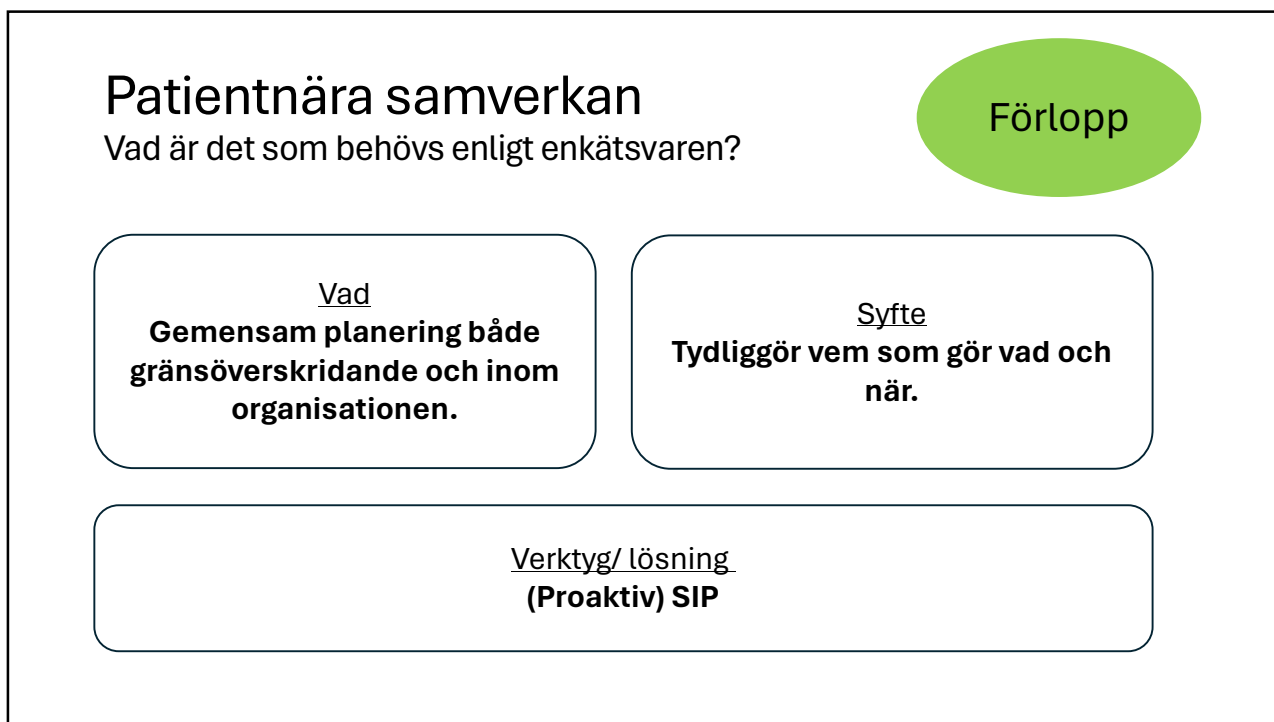 Patientnära samverkan
Vad är det som behövs enligt enkätsvaren?
Förlopp
Vad
Gemensam planering både
gränsöverskridande och inom
organisationen.
Syfte
Tydliggör vem som gör vad och
när.
Verktyg/ lösning
(Proaktiv) SIP